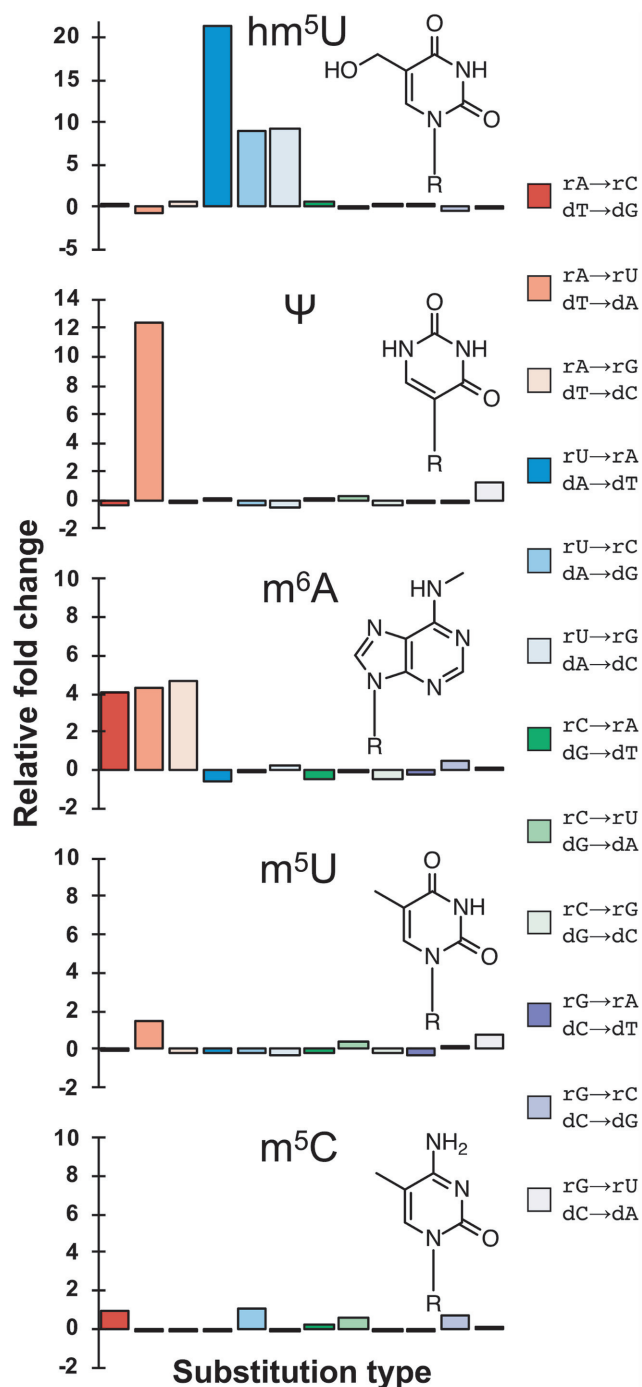 hm⁵U
20
15
10
5
0
-5
O
HO
NH
N
O
R
Ψ
14
12
10
8
6
4
2
0
-2
O
HN
NH
O
R
m⁶A
10
8
6
4
2
0
-2
HN
N
N
N
N
R
m⁵U
10
8
6
4
2
0
-2
O
NH
N
O
R
m⁵C
10
8
6
4
2
0
-2
NH₂
N
N
O
R
Relative fold change
Substitution type
rA→rC
dT→dG
rA→rU
dT→dA
rA→rG
dT→dC
rU→rA
dA→dT
rU→rC
dA→dG
rU→rG
dA→dC
rC→rA
dG→dT
rC→rU
dG→dA
rC→rG
dG→dC
rG→rA
dC→dT
rG→rC
dC→dG
rG→rU
dC→dA